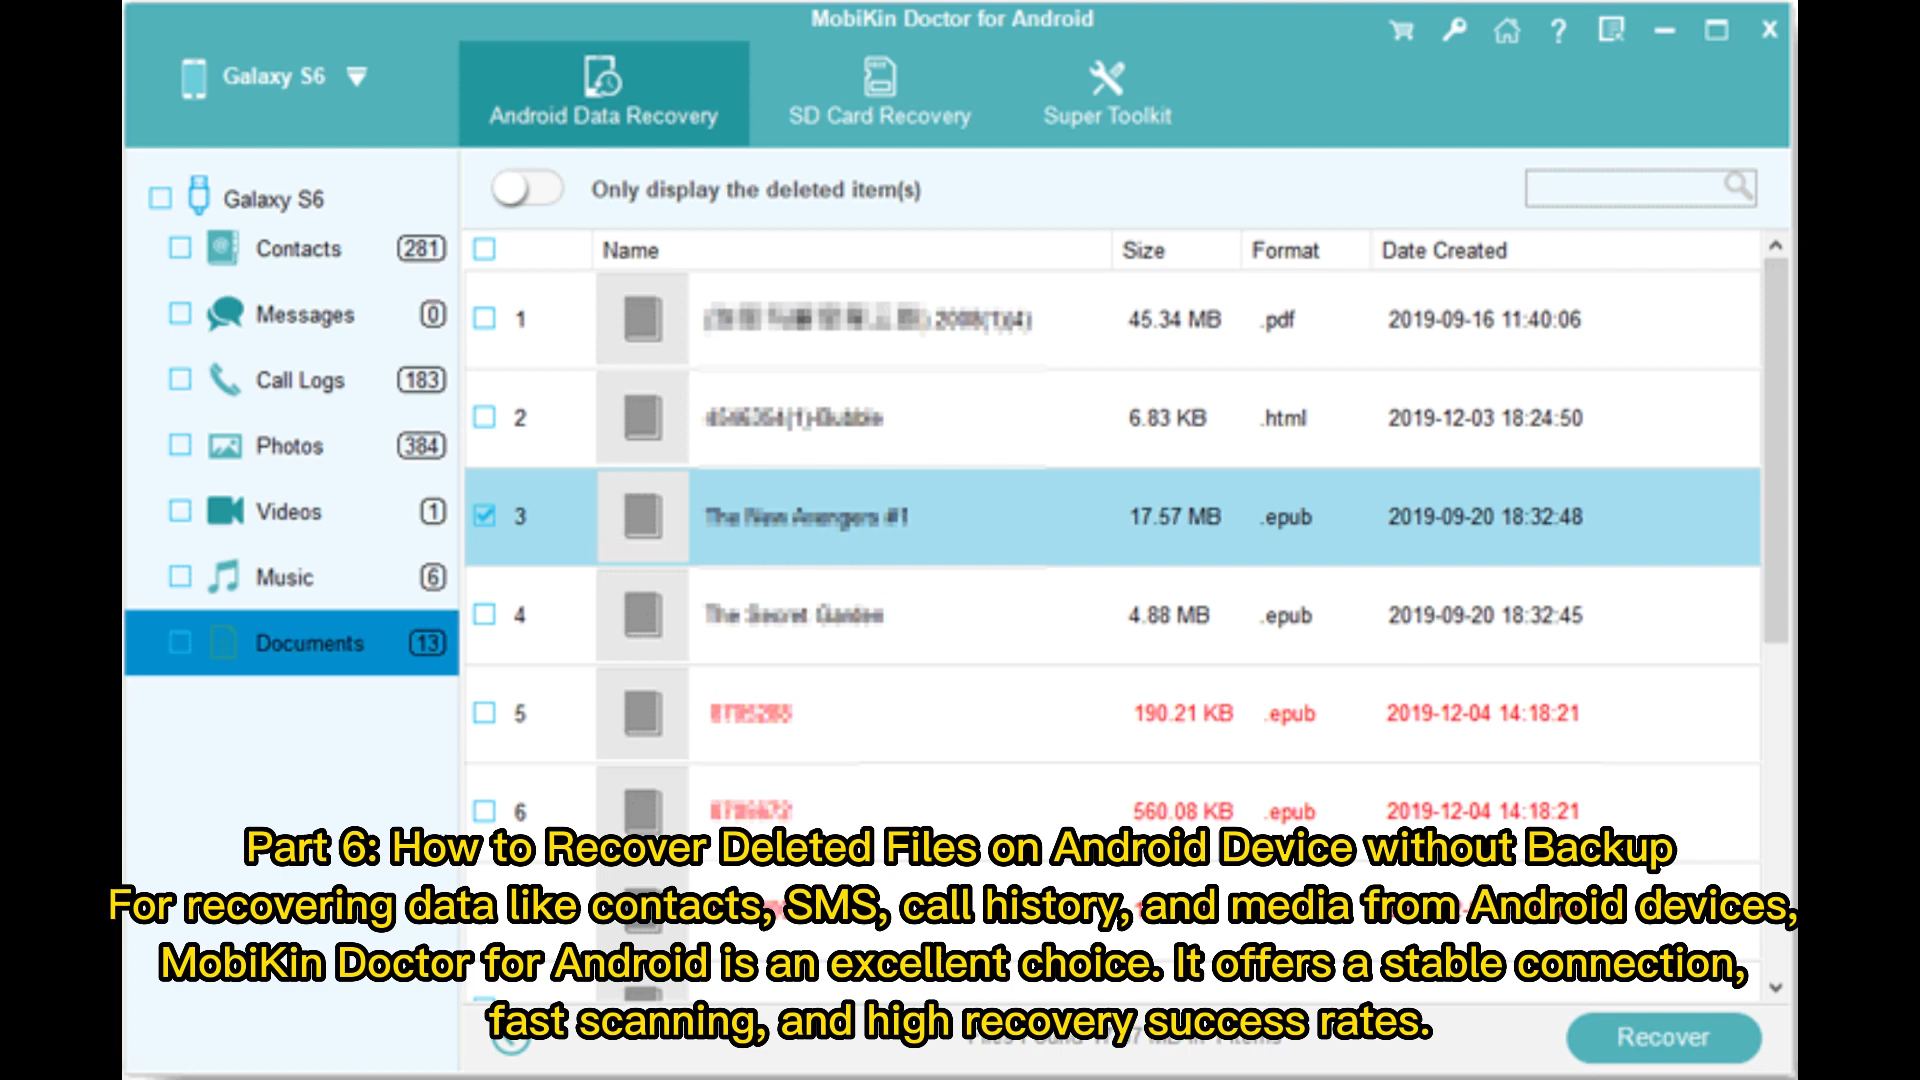 MobiKin Doctor for Android
Galaxy S6
Android Data Recovery
SD Card Recovery
Super Toolkit
Only display the deleted item(s)
Galaxy S6
Contacts 281
Messages 0
Call Logs 183
Photos 384
Videos 1
Music 6
Documents 13
Name Size Format Date Created
1 45.34 MB .pdf 2019-09-16 11:40:06
2 6.83 KB .html 2019-12-03 18:24:50
3 The New Avengers #1 17.57 MB .epub 2019-09-20 18:32:48
4 The Secret Garden 4.88 MB .epub 2019-09-20 18:32:45
5 190.21 KB .epub 2019-12-04 14:18:21
6 560.08 KB .epub 2019-12-04 14:18:21
Part 6: How to Recover Deleted Files on Android Device without Backup
For recovering data like contacts, SMS, call history, and media from Android devices,
MobiKin Doctor for Android is an excellent choice. It offers a stable connection,
fast scanning, and high recovery success rates.
Recover